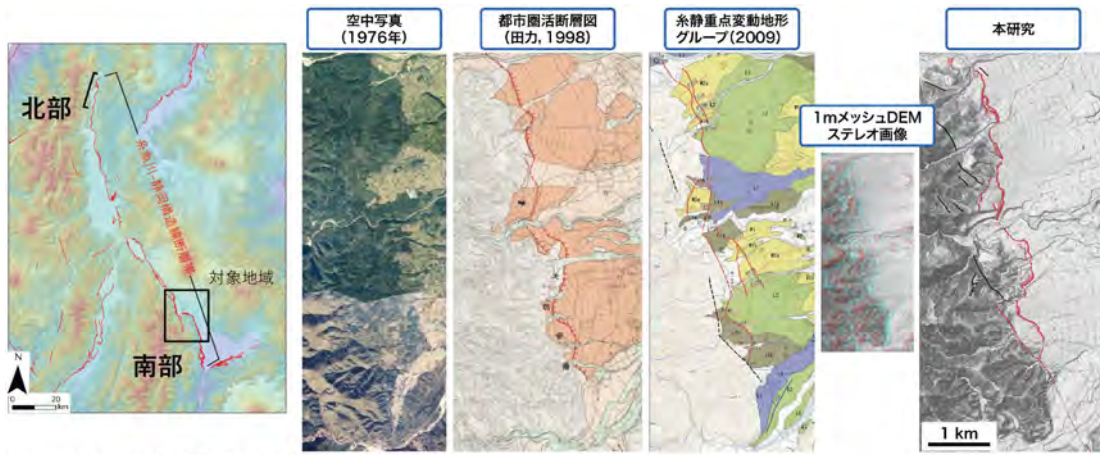 空中写真
（1976年）
都市圏活断層図
（田力，1998）
糸静重点変動地形
グループ（2009）
本研究
1mメッシュDEM
ステレオ画像
北部
糸魚川-静岡構造線断層帯
対象地域
南部
N
0 20
km
1 km